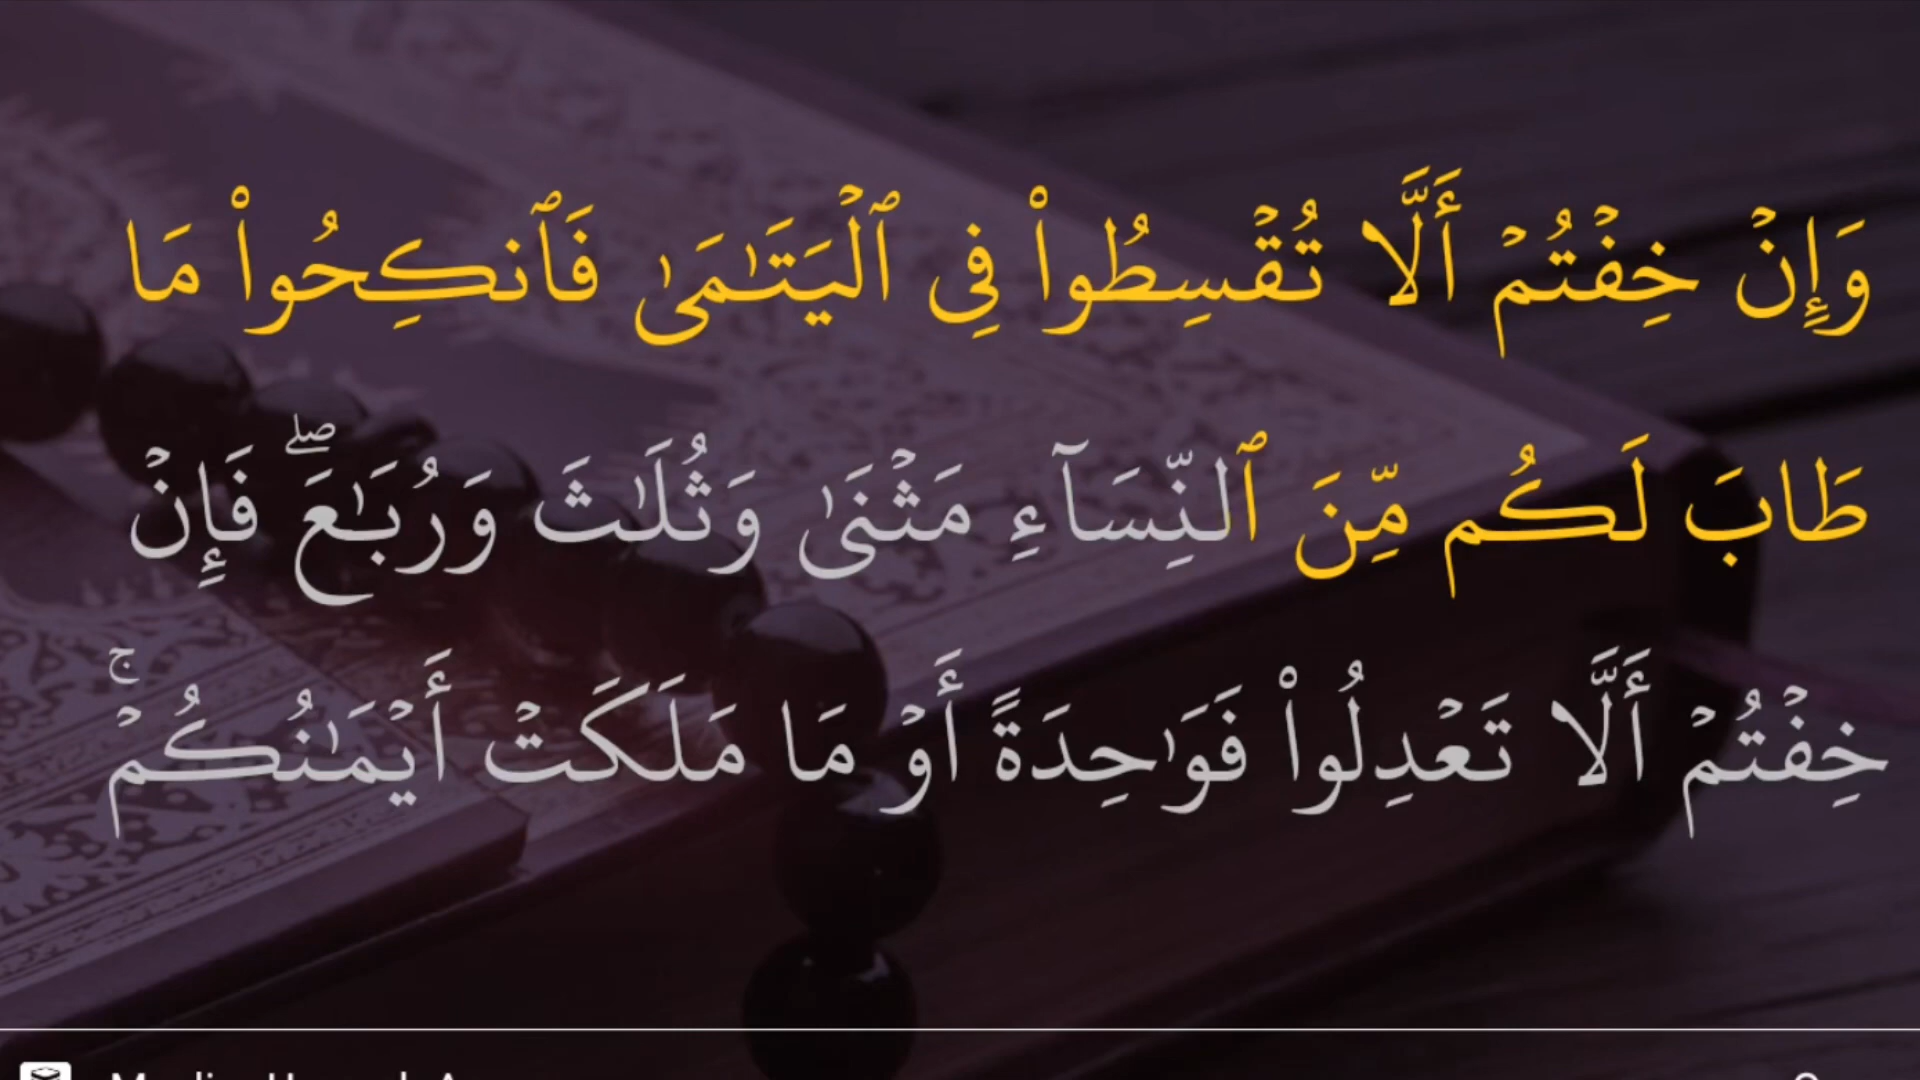 وَإِنۡ خِفۡتُمۡ أَلَّا تُقۡسِطُواْ فِي ٱلۡيَتَٰمَىٰ فَٱنكِحُواْ مَا
طَابَ لَكُم مِّنَ ٱلنِّسَآءِ مَثۡنَىٰ وَثُلَٰثَ وَرُبَٰعَۖ فَإِنۡ
خِفۡتُمۡ أَلَّا تَعۡدِلُواْ فَوَٰحِدَةً أَوۡ مَا مَلَكَتۡ أَيۡمَٰنُكُمۡۚ